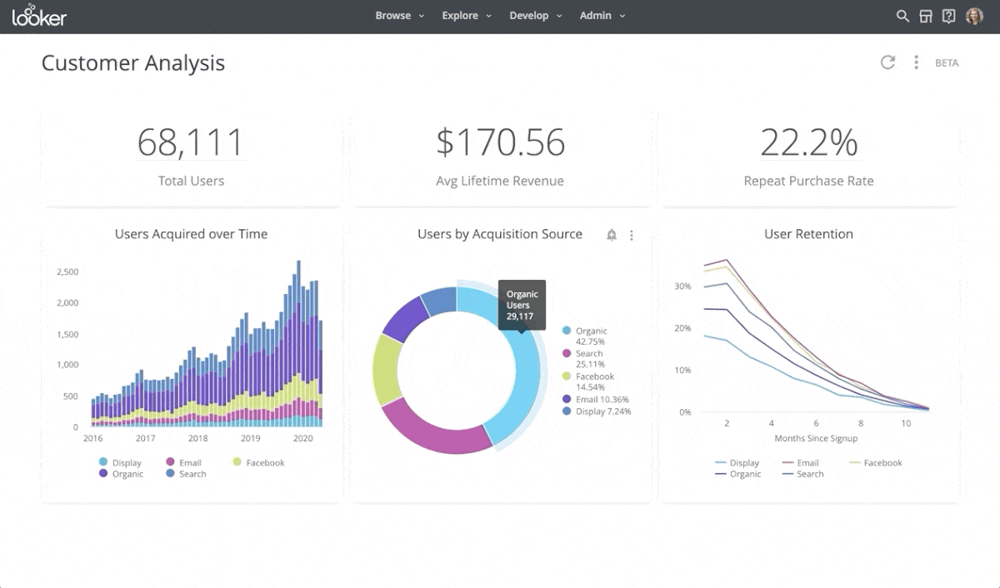 looker
Browse
Explore
Develop
Admin
Customer Analysis
BETA
68,111
Total Users
$170.56
Avg Lifetime Revenue
22.2%
Repeat Purchase Rate
Users Acquired over Time
2,500
2,000
1,500
1,000
500
0
2016 2017 2018 2019 2020
Display Email Facebook
Organic Search
Users by Acquisition Source
Organic
Users
29,117
Organic
42.75%
Search
25.11%
Facebook
14.54%
Email 10.36%
Display 7.24%
User Retention
30%
20%
10%
0%
2 4 6 8 10
Months Since Signup
Display Email Facebook
Organic Search